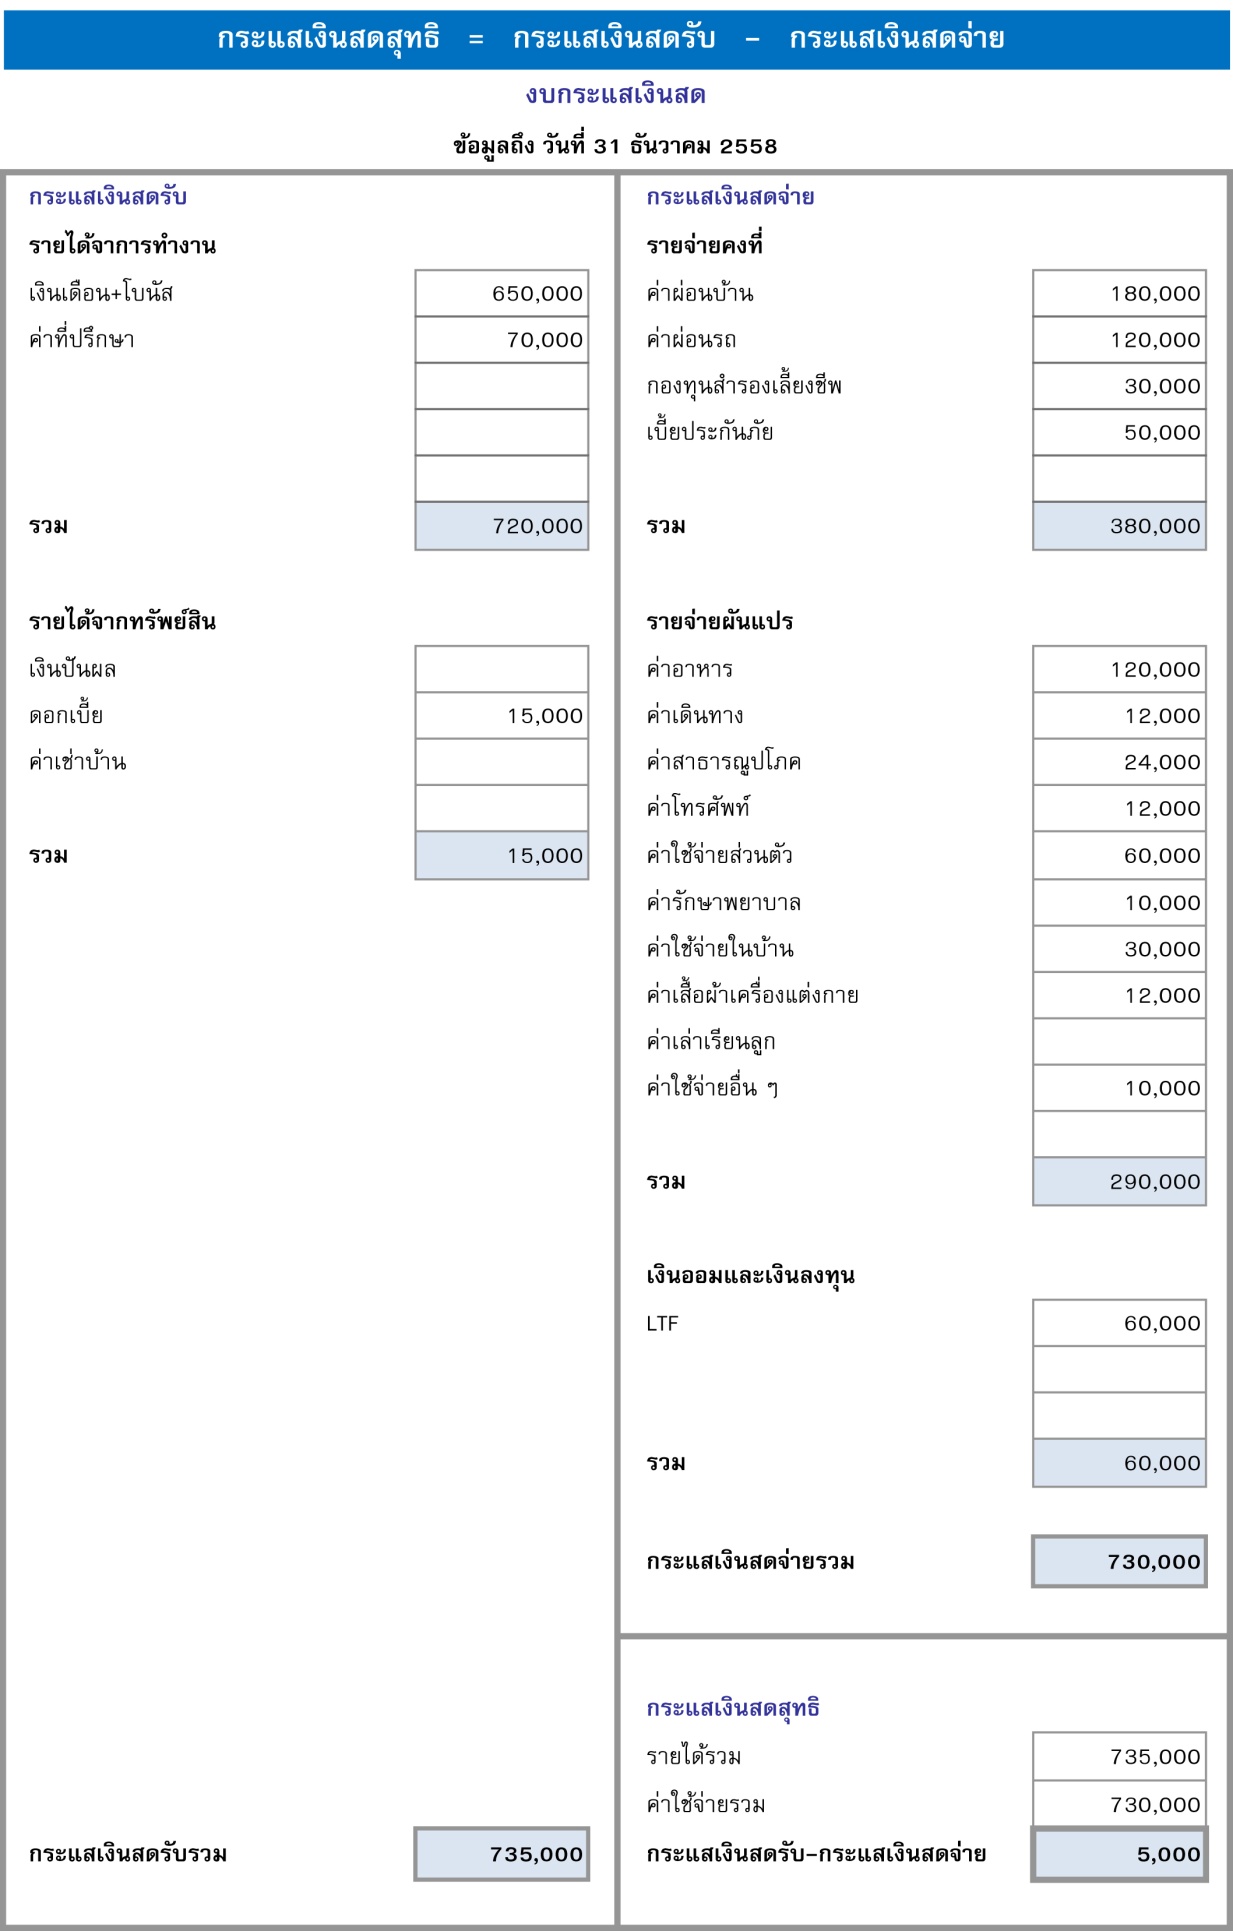 กระแสเงินสดสุทธิ = กระแสเงินสดรับ - กระแสเงินสดจ่าย
งบกระแสเงินสด
ข้อมูลถึง วันที่ 31 ธันวาคม 2558
กระแสเงินสดรับ
รายได้จาการทำงาน
เงินเดือน+โบนัส 650,000
ค่าที่ปรึกษา 70,000
รวม 720,000
รายได้จากทรัพย์สิน
เงินปันผล
ดอกเบี้ย 15,000
ค่าเช่าบ้าน
รวม 15,000
กระแสเงินสดรับรวม 735,000
กระแสเงินสดจ่าย
รายจ่ายคงที่
ค่าผ่อนบ้าน 180,000
ค่าผ่อนรถ 120,000
กองทุนสำรองเลี้ยงชีพ 30,000
เบี้ยประกันภัย 50,000
รวม 380,000
รายจ่ายผันแปร
ค่าอาหาร 120,000
ค่าเดินทาง 12,000
ค่าสาธารณูปโภค 24,000
ค่าโทรศัพท์ 12,000
ค่าใช้จ่ายส่วนตัว 60,000
ค่ารักษาพยาบาล 10,000
ค่าใช้จ่ายในบ้าน 30,000
ค่าเสื้อผ้าเครื่องแต่งกาย 12,000
ค่าเล่าเรียนลูก
ค่าใช้จ่ายอื่น ๆ 10,000
รวม 290,000
เงินออมและเงินลงทุน
LTF 60,000
รวม 60,000
กระแสเงินสดจ่ายรวม 730,000
กระแสเงินสดสุทธิ
รายได้รวม 735,000
ค่าใช้จ่ายรวม 730,000
กระแสเงินสดรับ-กระแสเงินสดจ่าย 5,000